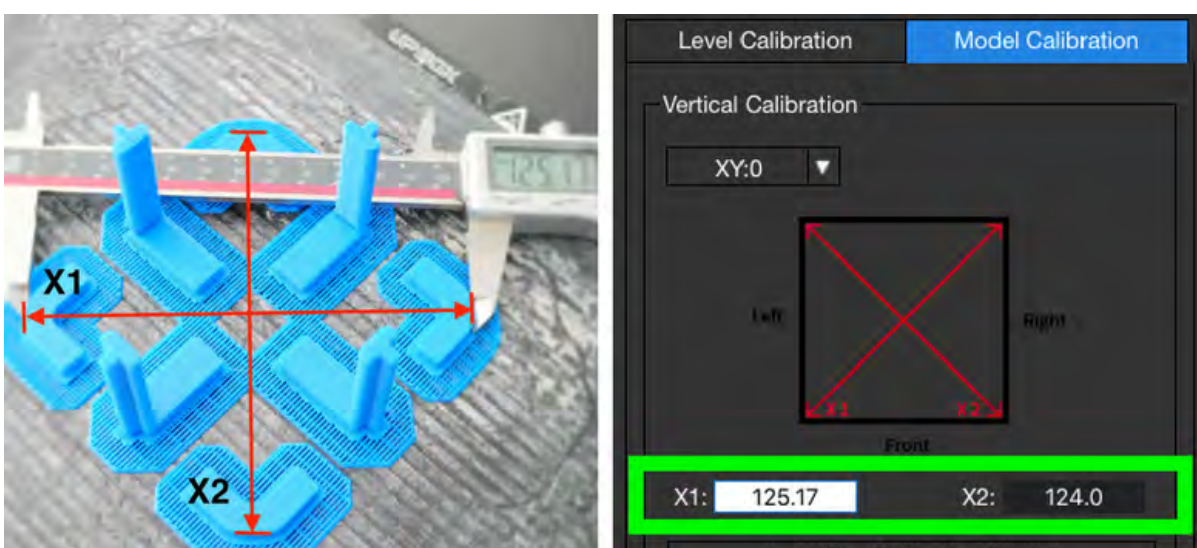 X1
X2
Level Calibration
Model Calibration
Vertical Calibration
XY:0
Left
Right
X1
X2
Front
X1: 125.17
X2: 124.0